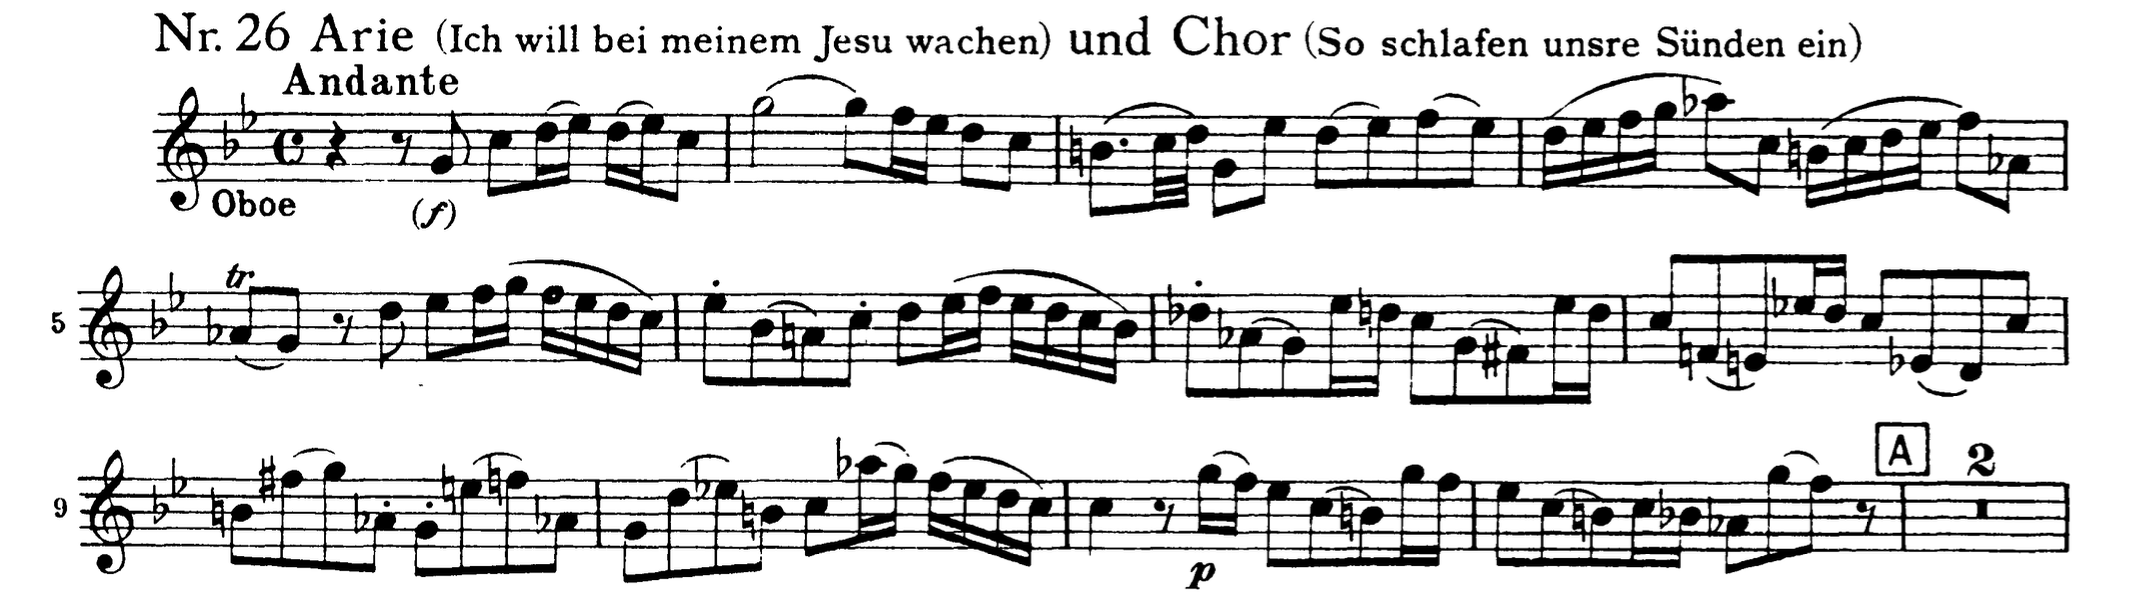 Nr. 26 Arie (Ich will bei meinem Jesu wachen) und Chor (So schlafen unsre Sünden ein)
Andante
Oboe
(f)
tr
5
A
2
9
p